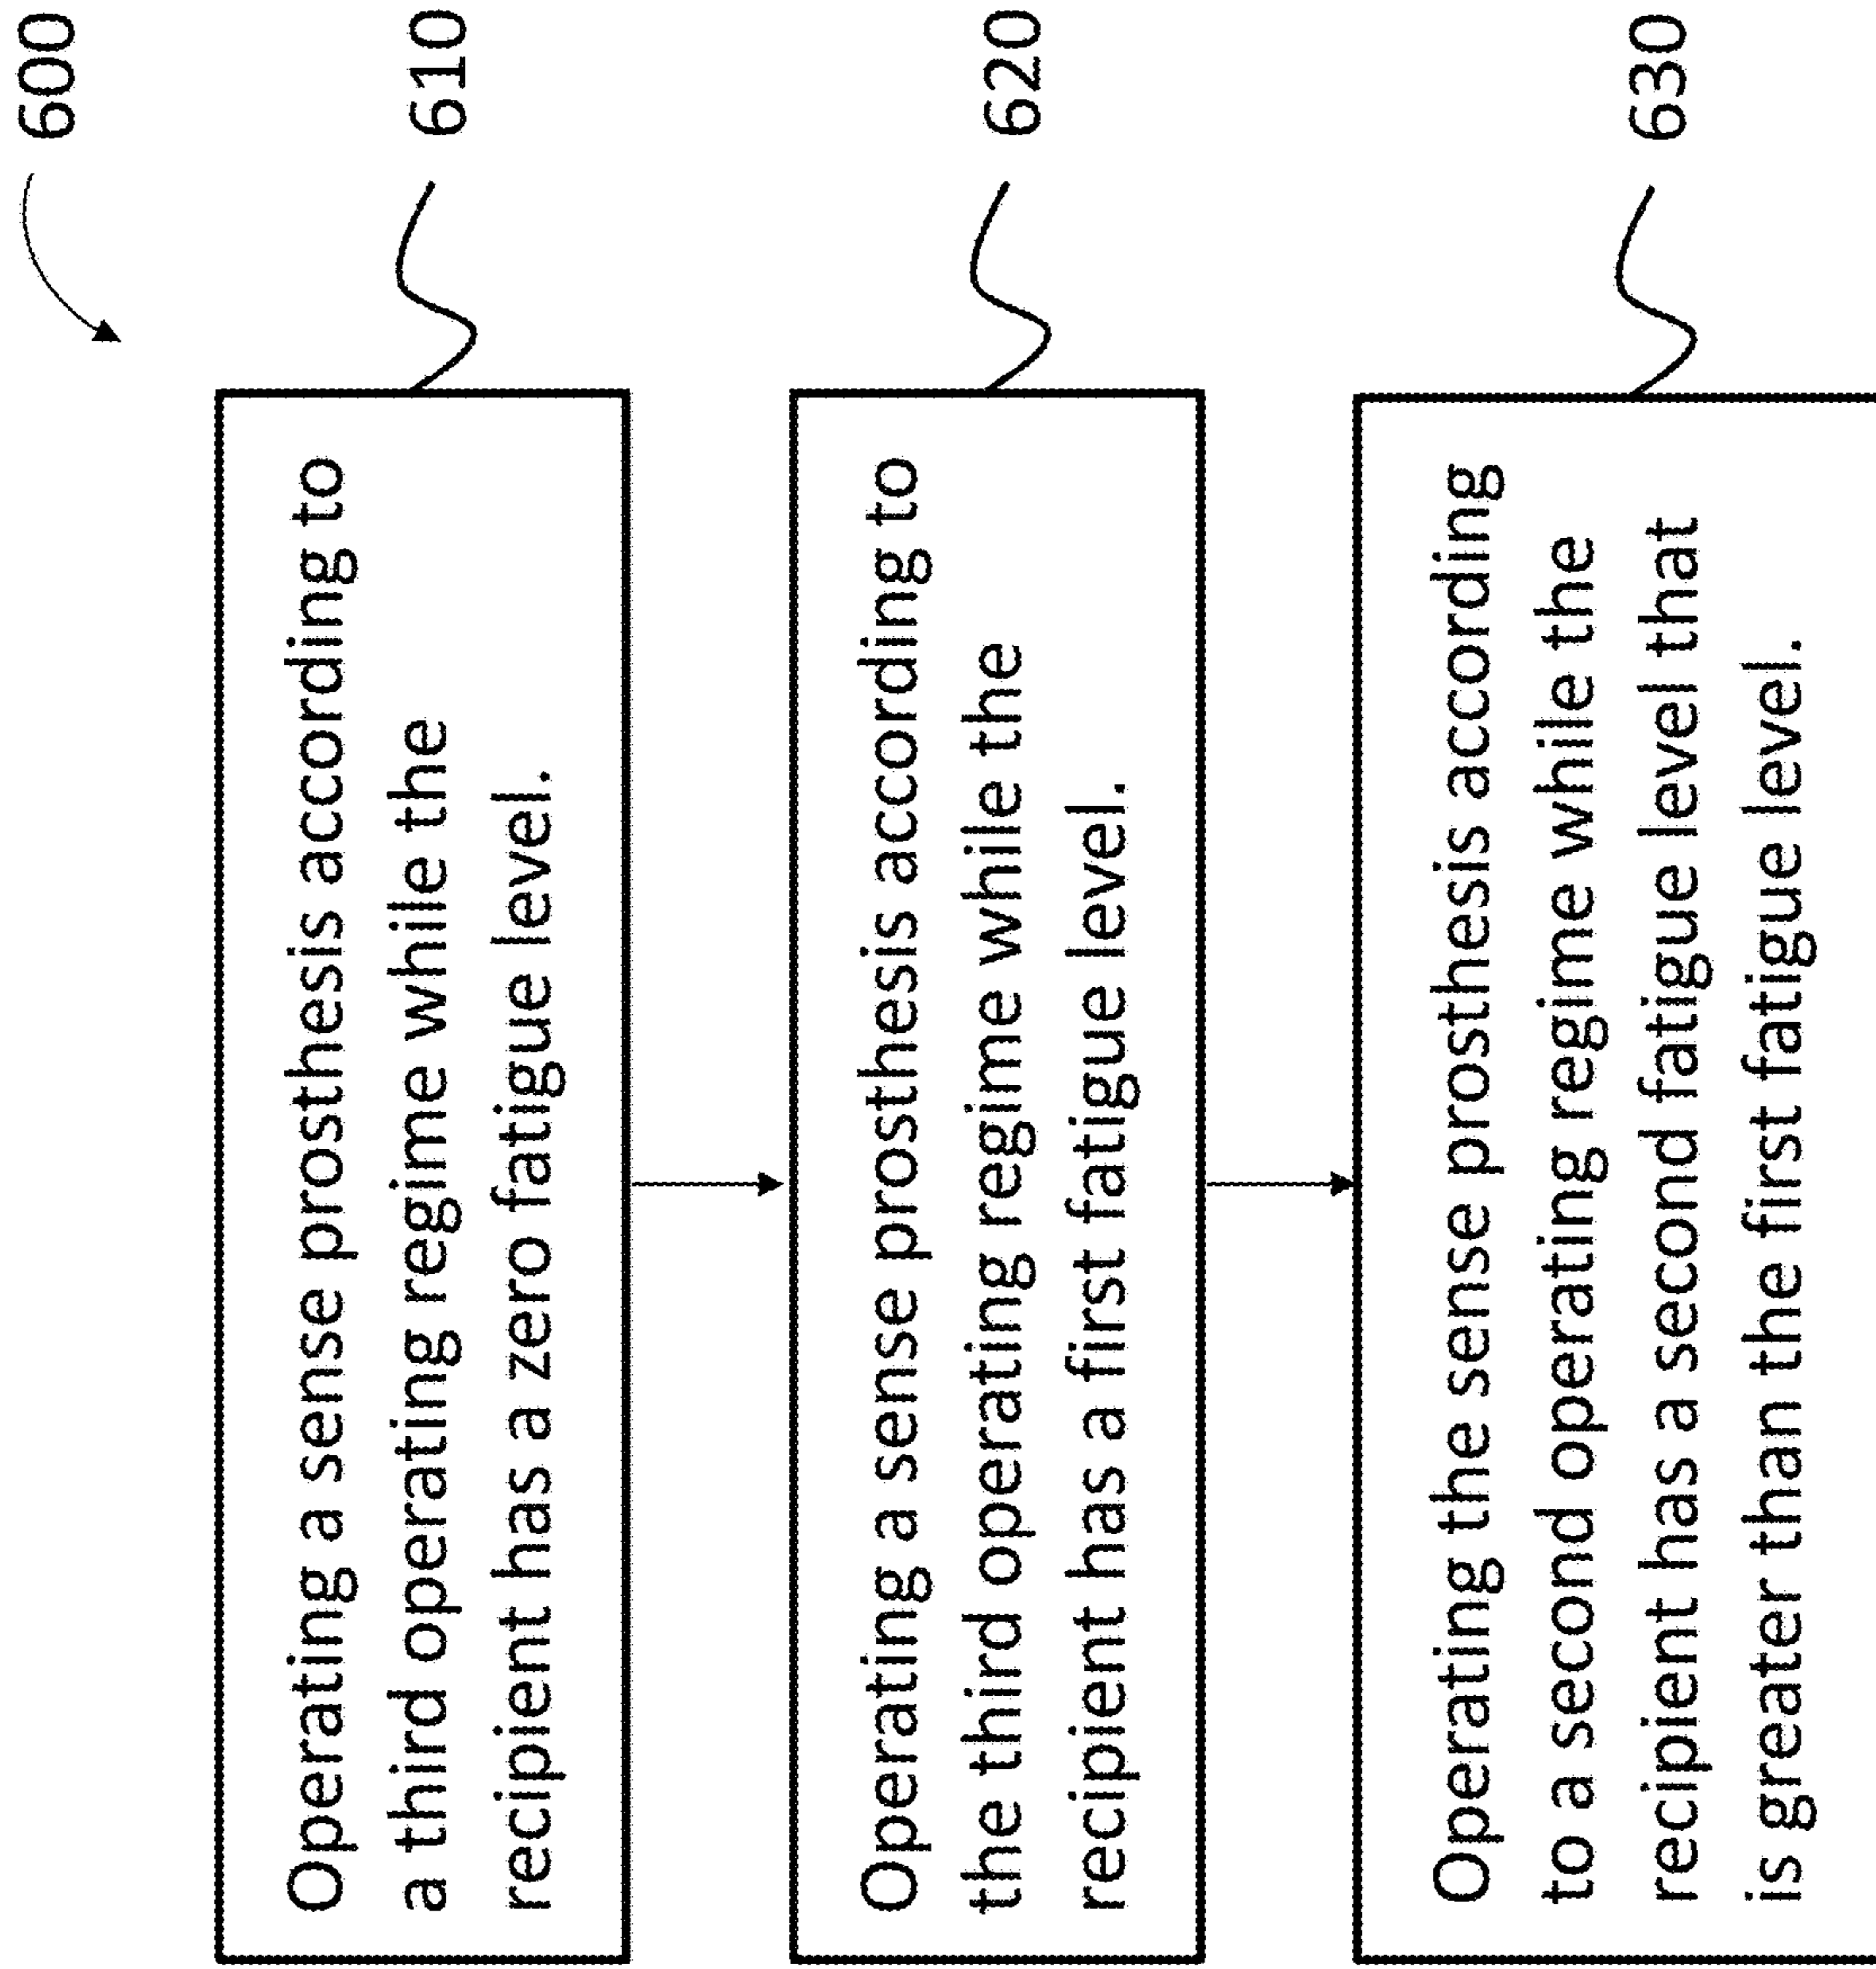 600
Operating a sense prosthesis according to
a third operating regime while the
recipient has a zero fatigue level.
610
Operating a sense prosthesis according to
the third operating regime while the
recipient has a first fatigue level.
620
Operating the sense prosthesis according
to a second operating regime while the
recipient has a second fatigue level that
is greater than the first fatigue level.
630